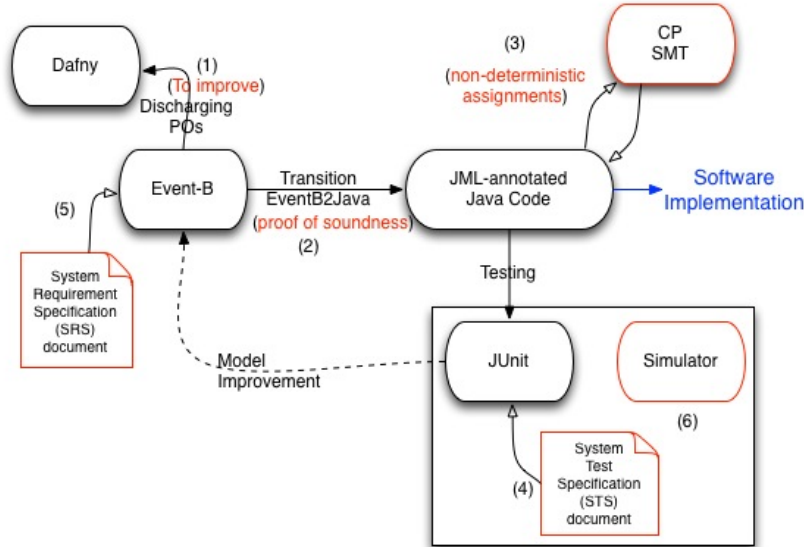 CP
SMT
(3)
Dafny
(1)
(To improve)
Discharging
POs
(non-deterministic
assignments)
Event-B
Transition
EventB2Java
(proof of soundness)
(2)
JML-annotated
Java Code
Software
Implementation
(5)
System
Requirement
Specification
(SRS)
document
Testing
Model
Improvement
JUnit
Simulator
(6)
(4)
System
Test
Specification
(STS)
document